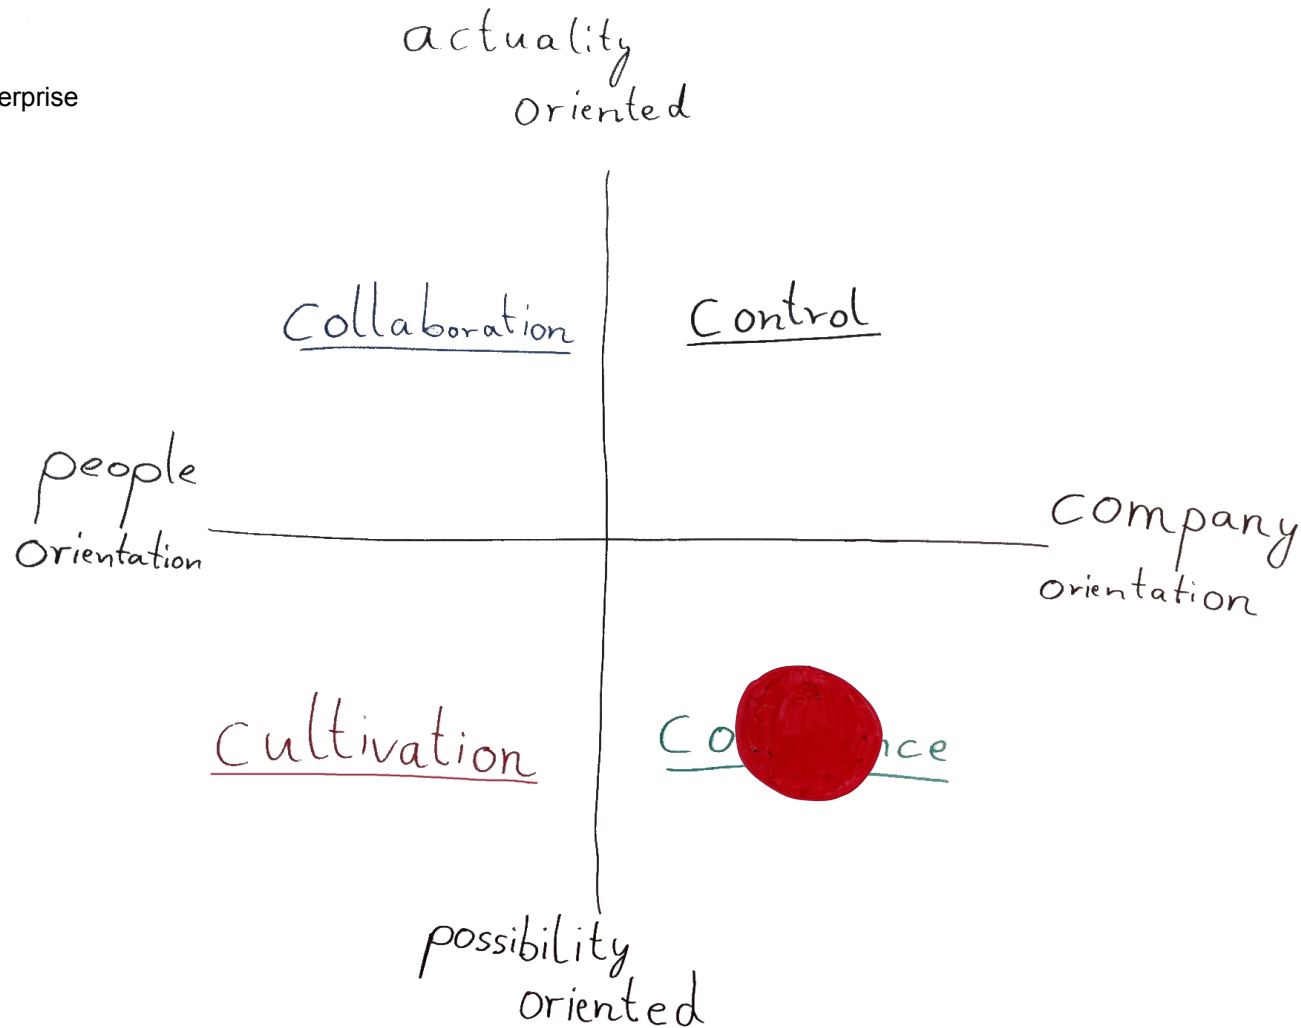 actuality
oriented
erprise
Collaboration
Control
people
orientation
company
orientation
Cultivation
possibility
oriented